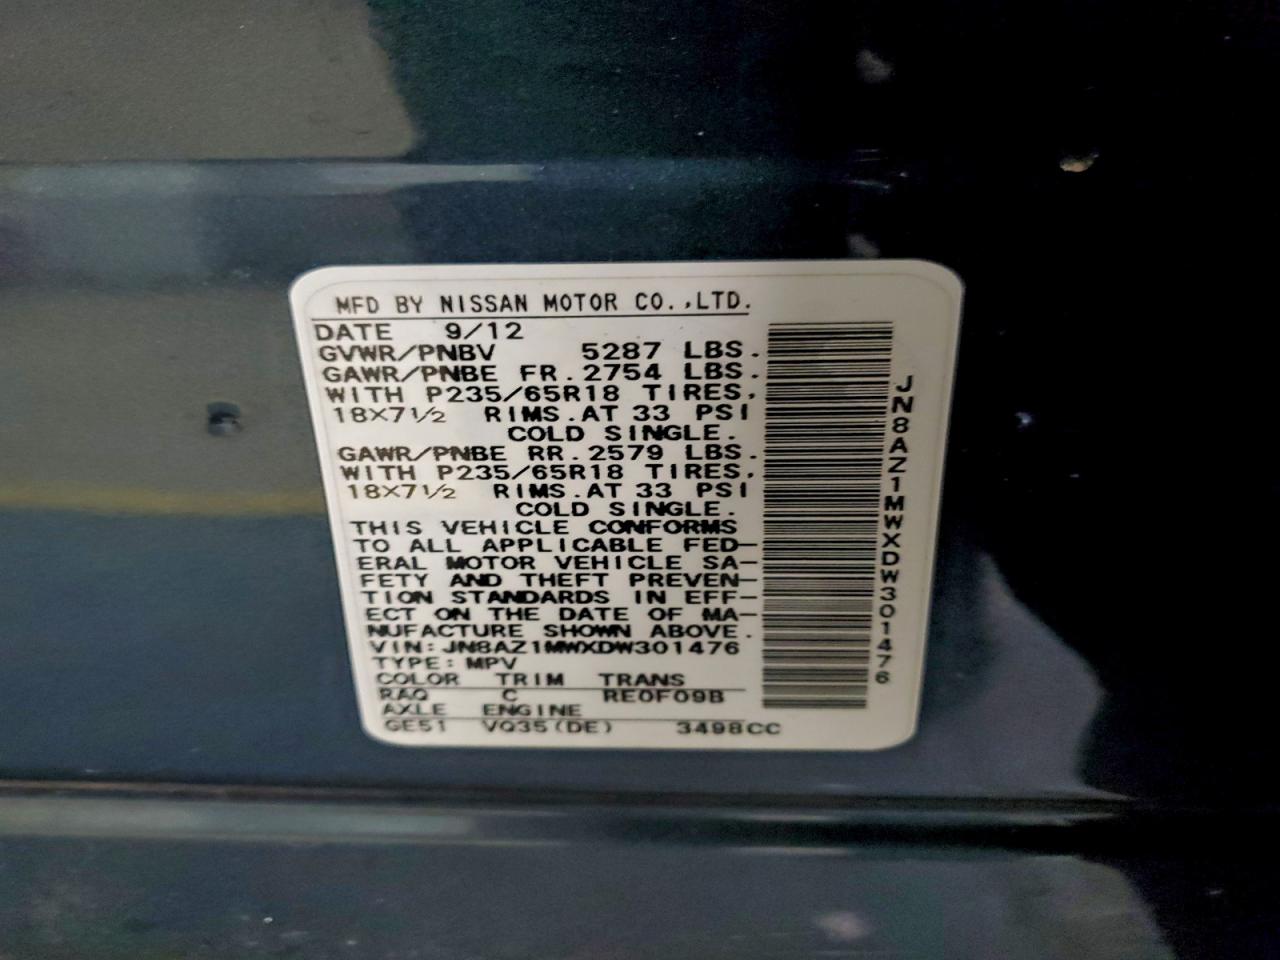 MFD BY NISSAN MOTOR CO.,LTD.
DATE 9/12
GVWR/PNBV 5287 LBS.
GAWR/PNBE FR. 2754 LBS.
WITH P235/65R18 TIRES,
18X7½ RIMS. AT 33 PSI
COLD SINGLE.
GAWR/PNBE RR. 2579 LBS.
WITH P235/65R18 TIRES,
18X7½ RIMS. AT 33 PSI
COLD SINGLE.
THIS VEHICLE CONFORMS
TO ALL APPLICABLE FED-
ERAL MOTOR VEHICLE SA-
FETY AND THEFT PREVEN-
TION STANDARDS IN EFF-
ECT ON THE DATE OF MA-
NUFACTURE SHOWN ABOVE.
VIN: JN8AZ1MWXDW301476
TYPE: MPV
COLOR TRIM TRANS
RAQ C RE0F09B
AXLE ENGINE
GE51 VQ35(DE) 3498CC
JN8AZ1MWXDW301476